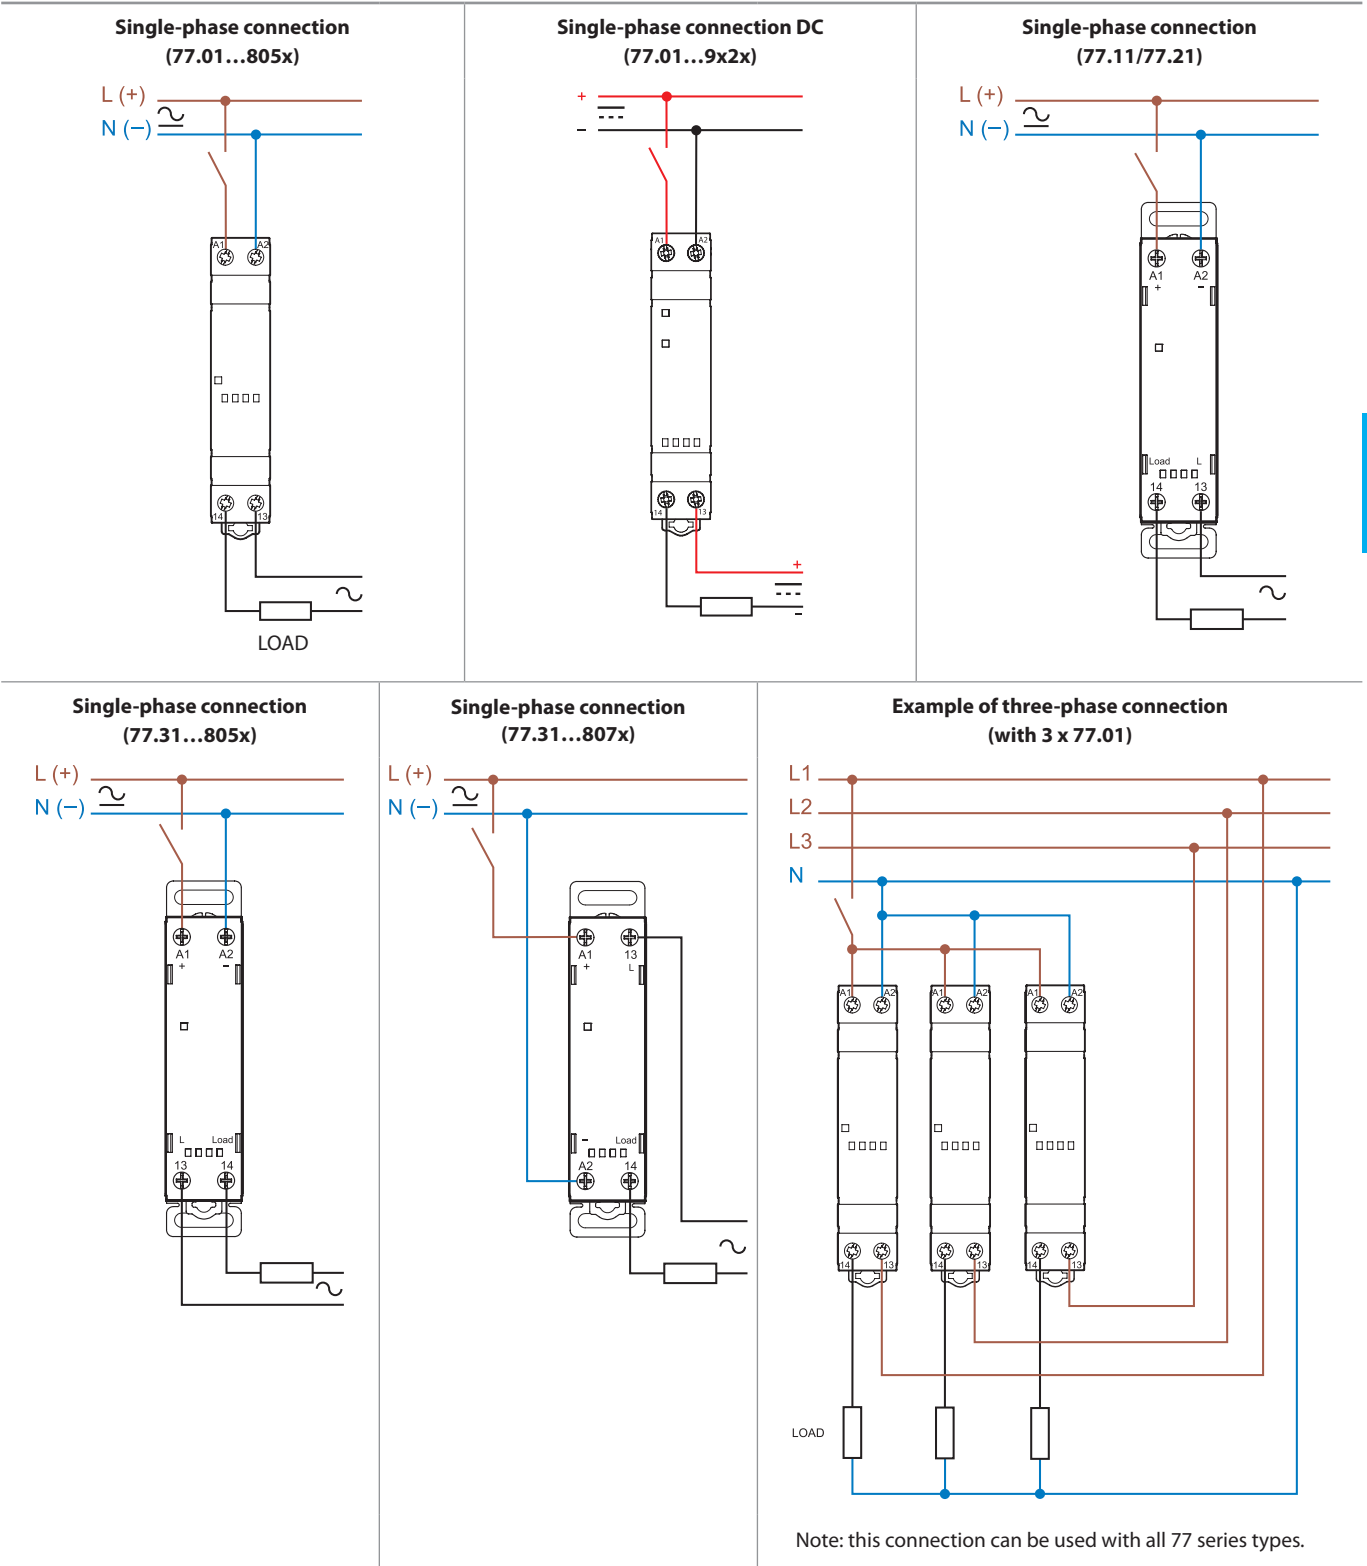 Single-phase connection
(77.01...805x)
L (+)
N (−)
A1 A2
14 13
LOAD
Single-phase connection DC
(77.01...9x2x)
+
−
A1 A2
14 13
+
−
Single-phase connection
(77.11/77.21)
L (+)
N (−)
A1 A2
+ −
Load L
14 13
Single-phase connection
(77.31...805x)
L (+)
N (−)
A1 A2
+ −
L Load
13 14
Single-phase connection
(77.31...807x)
L (+)
N (−)
A1 13
+ L
− Load
A2 14
Example of three-phase connection
(with 3 x 77.01)
L1
L2
L3
N
A1 A2 A1 A2 A1 A2
14 13 14 13 14 13
LOAD
Note: this connection can be used with all 77 series types.